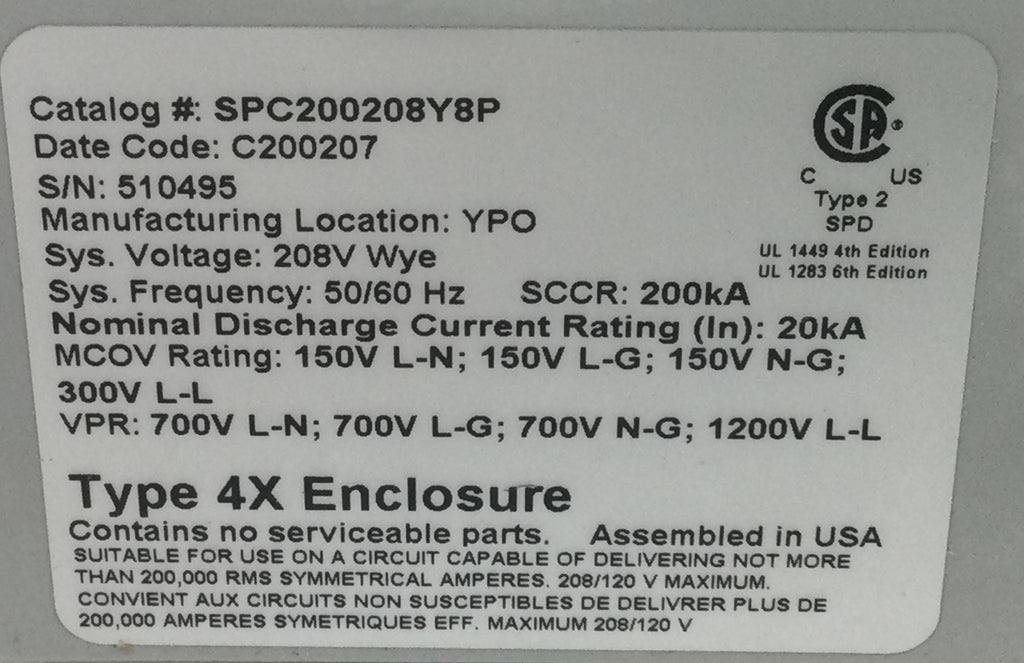 Catalog #: SPC200208Y8P
Date Code: C200207
S/N: 510495
Manufacturing Location: YPO
Sys. Voltage: 208V Wye
Sys. Frequency: 50/60 Hz SCCR: 200kA
Nominal Discharge Current Rating (In): 20kA
MCOV Rating: 150V L-N; 150V L-G; 150V N-G;
300V L-L
VPR: 700V L-N; 700V L-G; 700V N-G; 1200V L-L
SA
C US
Type 2
SPD
UL 1449 4th Edition
UL 1283 6th Edition
Type 4X Enclosure
Contains no serviceable parts. Assembled in USA
SUITABLE FOR USE ON A CIRCUIT CAPABLE OF DELIVERING NOT MORE
THAN 200,000 RMS SYMMETRICAL AMPERES. 208/120 V MAXIMUM.
CONVIENT AUX CIRCUITS NON SUSCEPTIBLES DE DELIVRER PLUS DE
200,000 AMPERES SYMETRIQUES EFF. MAXIMUM 208/120 V